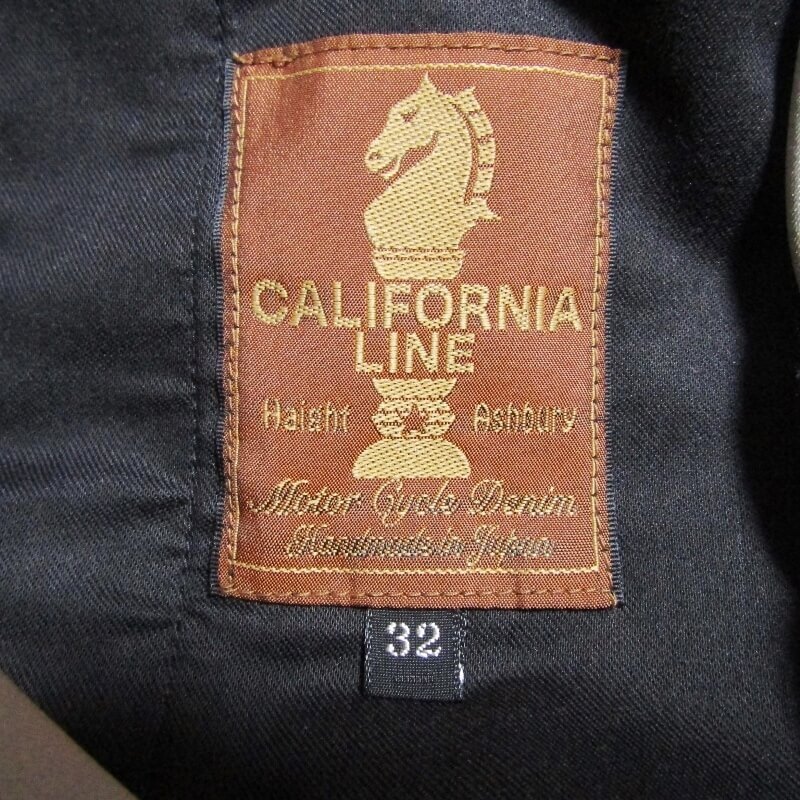 CALIFORNIA
LINE
Haight Ashbury
Motor Cycle Denim
Handmade in Japan
32